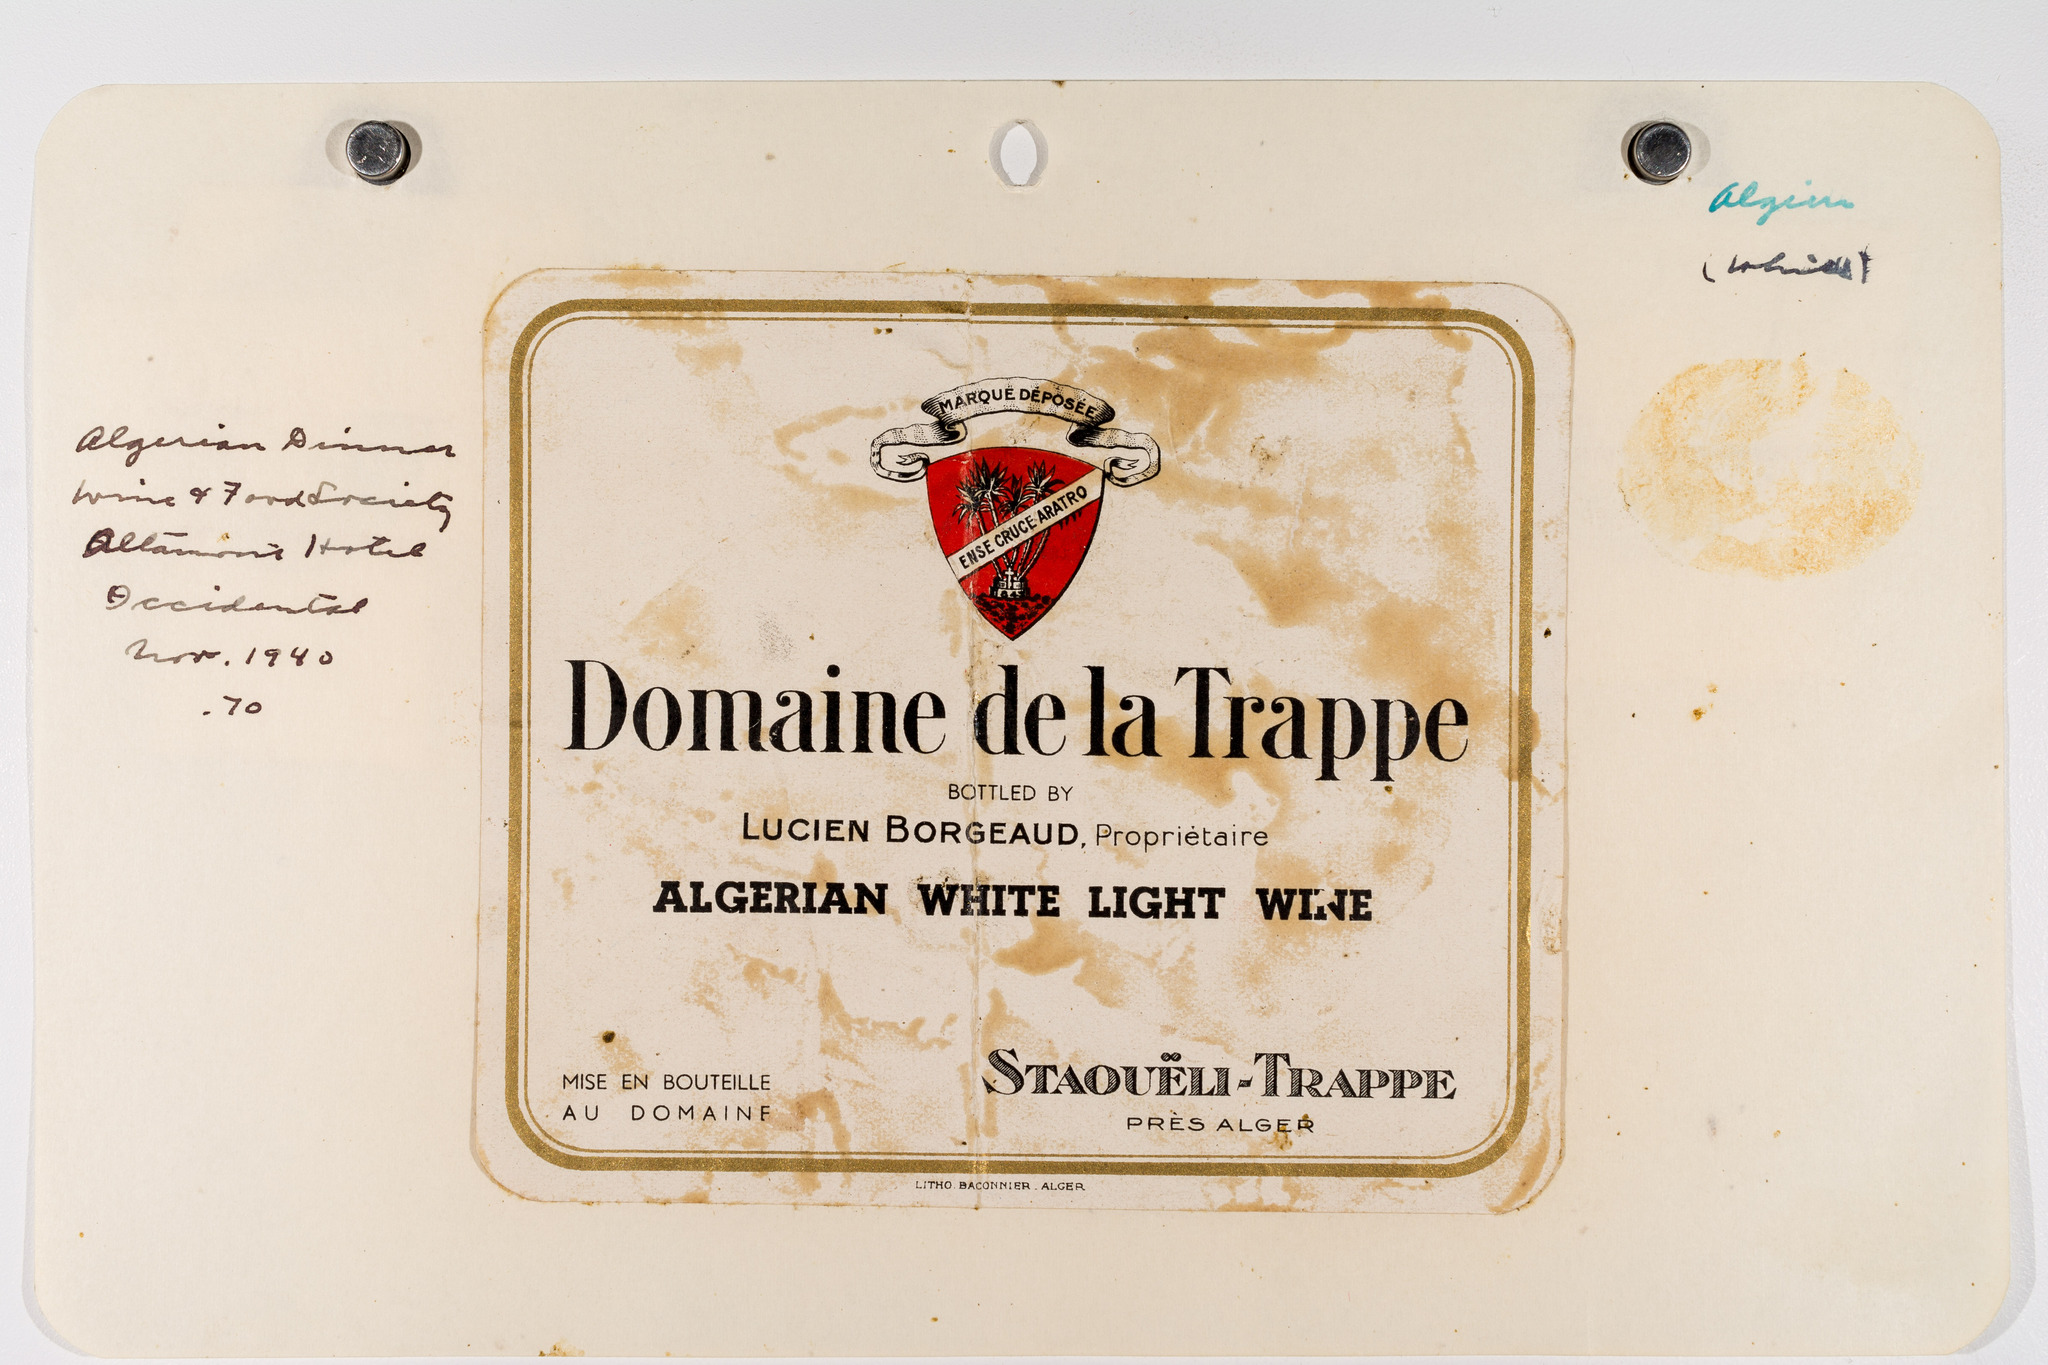 Algiers
(White)
Algerian Dinner
Wine & Food Society
Altamont Hotel
Occidental
Nov. 1940
.70
MARQUE DÉPOSÉE
ENSE CRUCE ARATRO
1843
Domaine de la Trappe
BOTTLED BY
LUCIEN BORGEAUD, Propriétaire
ALGERIAN WHITE LIGHT WINE
MISE EN BOUTEILLE
AU DOMAINE
STAOUËLI-TRAPPE
PRÈS ALGER
LITHO. BACONNIER - ALGER